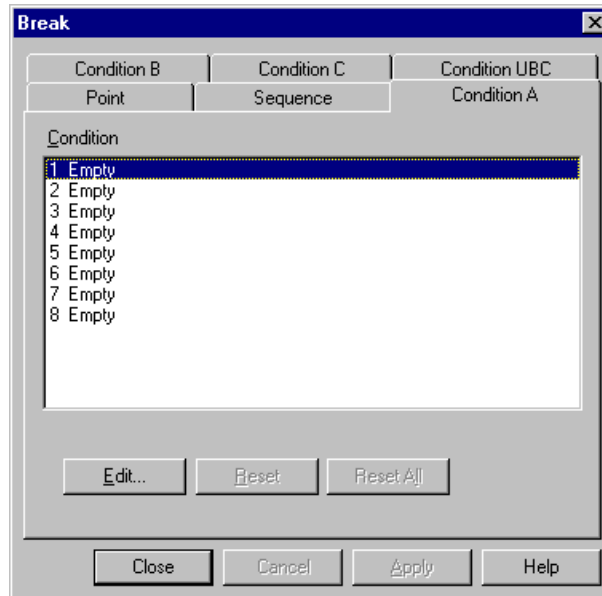 Break
Condition B Condition C Condition UBC
Point Sequence Condition A
Condition
1 Empty
2 Empty
3 Empty
4 Empty
5 Empty
6 Empty
7 Empty
8 Empty
Edit... Reset Reset All
Close Cancel Apply Help